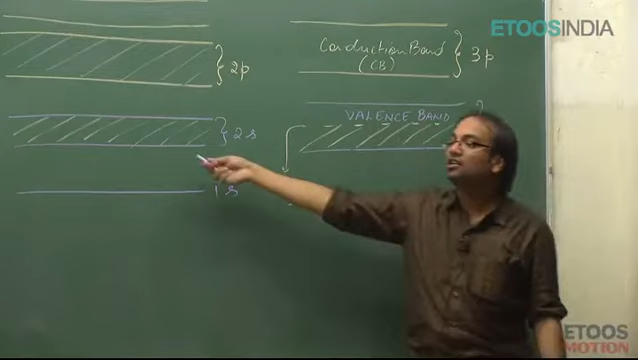 ETOOSINDIA
Conduction Band
(CB)
3p
2p
VALENCE BAND
2s
1s
ETOOS
MOTION